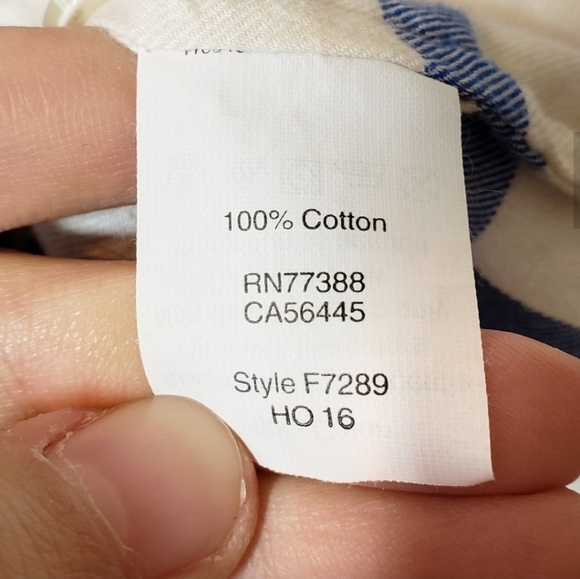 100% Cotton
RN77388
CA56445
Style F7289
HO 16